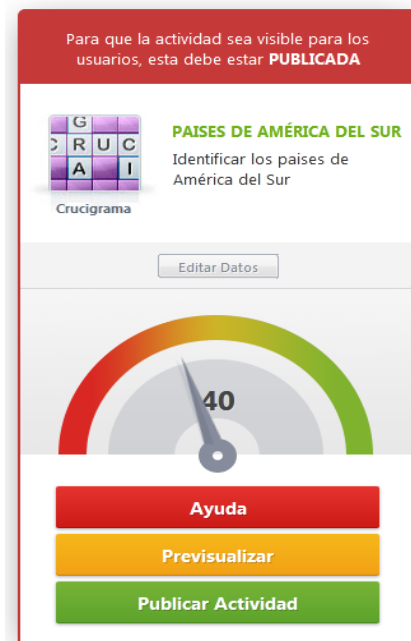 Para que la actividad sea visible para los
usuarios, esta debe estar PUBLICADA
G
C R U C
A I
Crucigrama
PAISES DE AMÉRICA DEL SUR
Identificar los paises de
América del Sur
Editar Datos
40
Ayuda
Previsualizar
Publicar Actividad